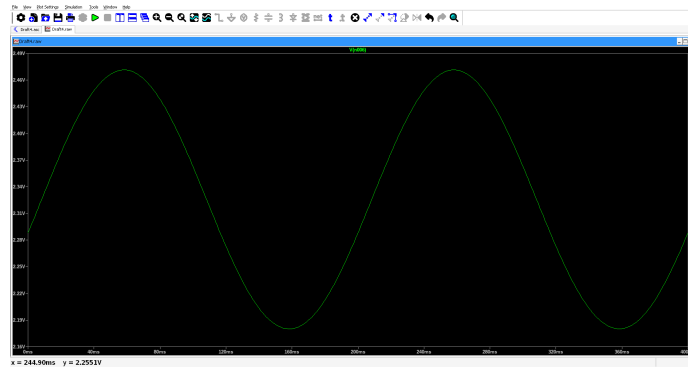 File View Plot Settings Simulation Tools Window Help
Draft4.asc Draft4.raw
Draft4.raw
V(n006)
2.49V
2.46V
2.43V
2.40V
2.37V
2.34V
2.31V
2.28V
2.25V
2.22V
2.19V
2.16V
0ms 40ms 80ms 120ms 160ms 200ms 240ms 280ms 320ms 360ms 400
x = 244.90ms y = 2.2551V